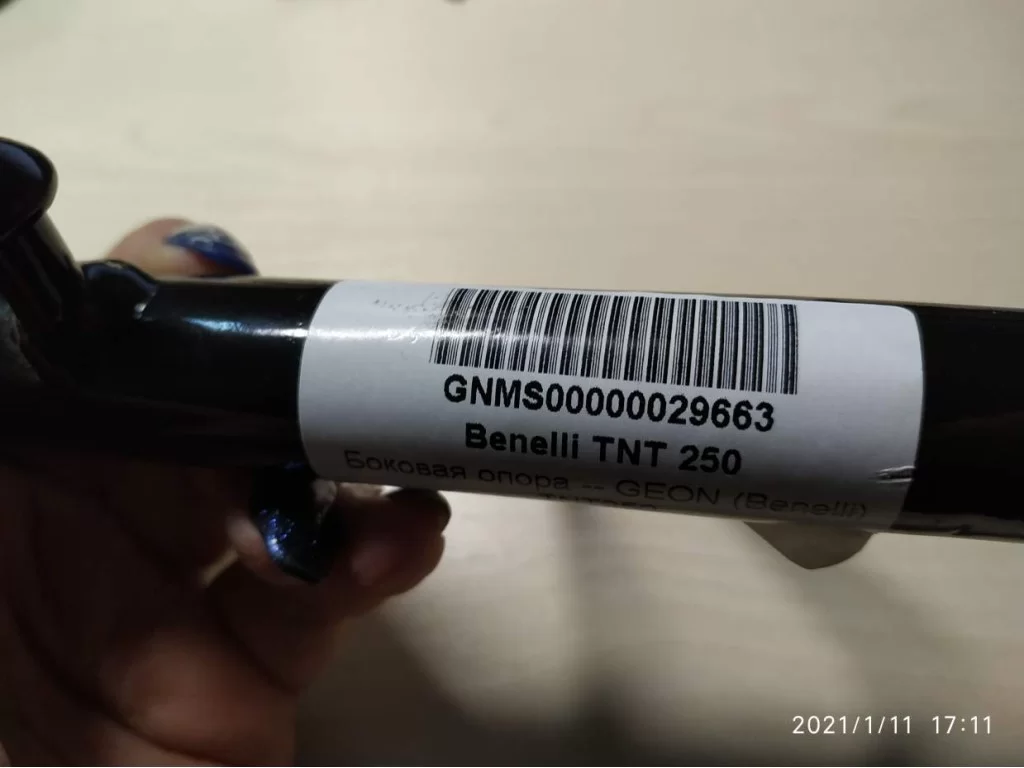 GNMS00000029663
Benelli TNT 250
Боковая опора -- GEON (Benelli)
2021/1/11 17:11